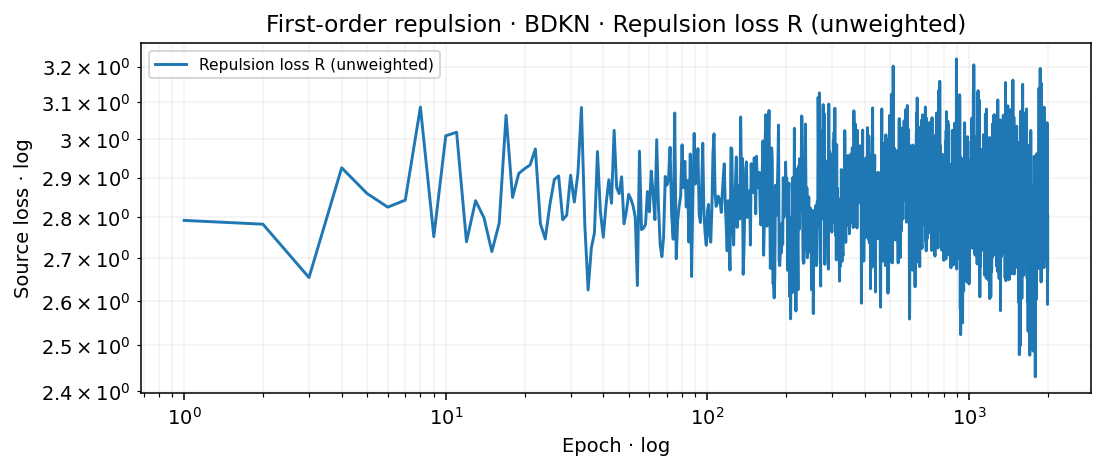 First-order repulsion · BDKN · Repulsion loss R (unweighted)
Repulsion loss R (unweighted)
Source loss · log
3.2 × 10⁰
3.1 × 10⁰
3 × 10⁰
2.9 × 10⁰
2.8 × 10⁰
2.7 × 10⁰
2.6 × 10⁰
2.5 × 10⁰
2.4 × 10⁰
10⁰ 10¹ 10² 10³
Epoch · log